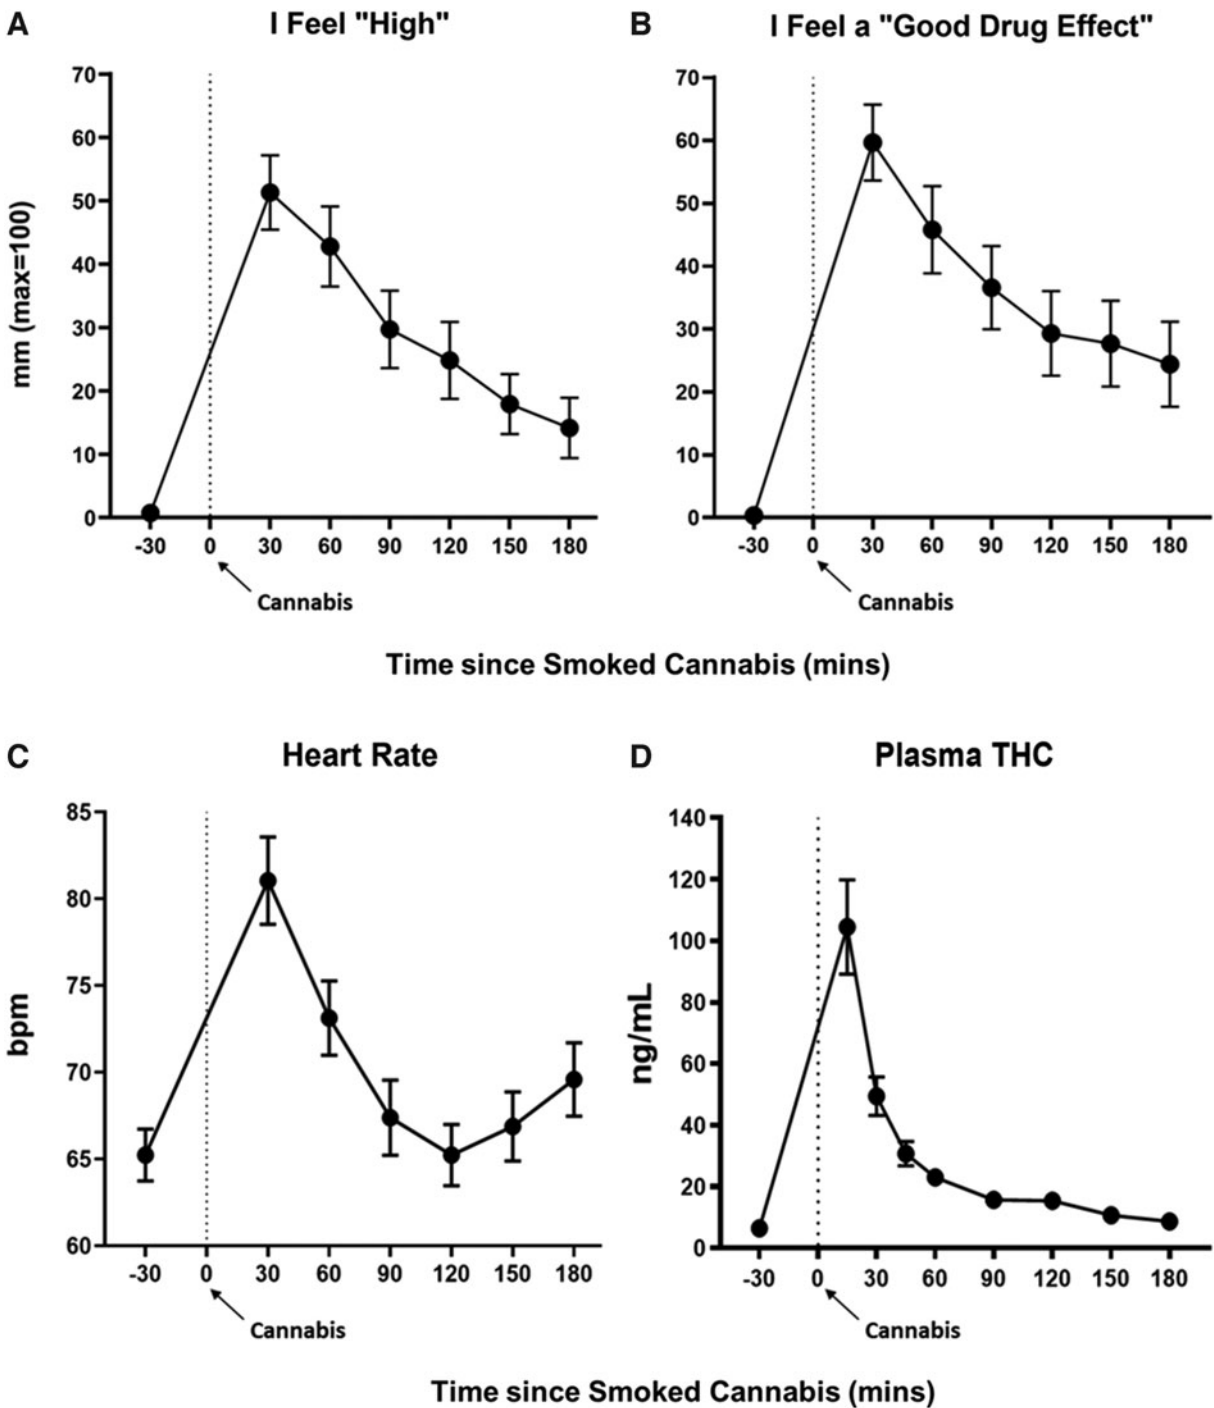 A
I Feel "High"
B
I Feel a "Good Drug Effect"
mm (max=100)
70
60
50
40
30
20
10
0
-30 0 30 60 90 120 150 180
Cannabis
70
60
50
40
30
20
10
0
-30 0 30 60 90 120 150 180
Cannabis
Time since Smoked Cannabis (mins)
C
Heart Rate
D
Plasma THC
bpm
85
80
75
70
65
60
-30 0 30 60 90 120 150 180
Cannabis
ng/mL
140
120
100
80
60
40
20
0
-30 0 30 60 90 120 150 180
Cannabis
Time since Smoked Cannabis (mins)